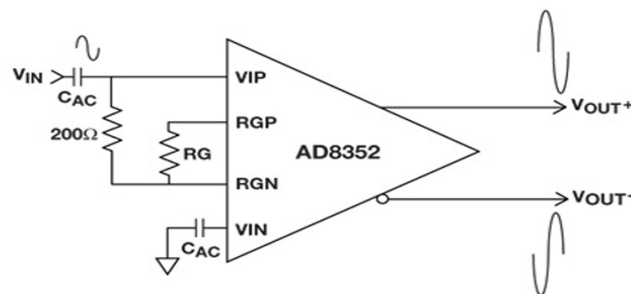 VIN
CAC
VIP
200Ω
RGP
RG
AD8352
RGN
VIN
CAC
VOUT+
VOUT-